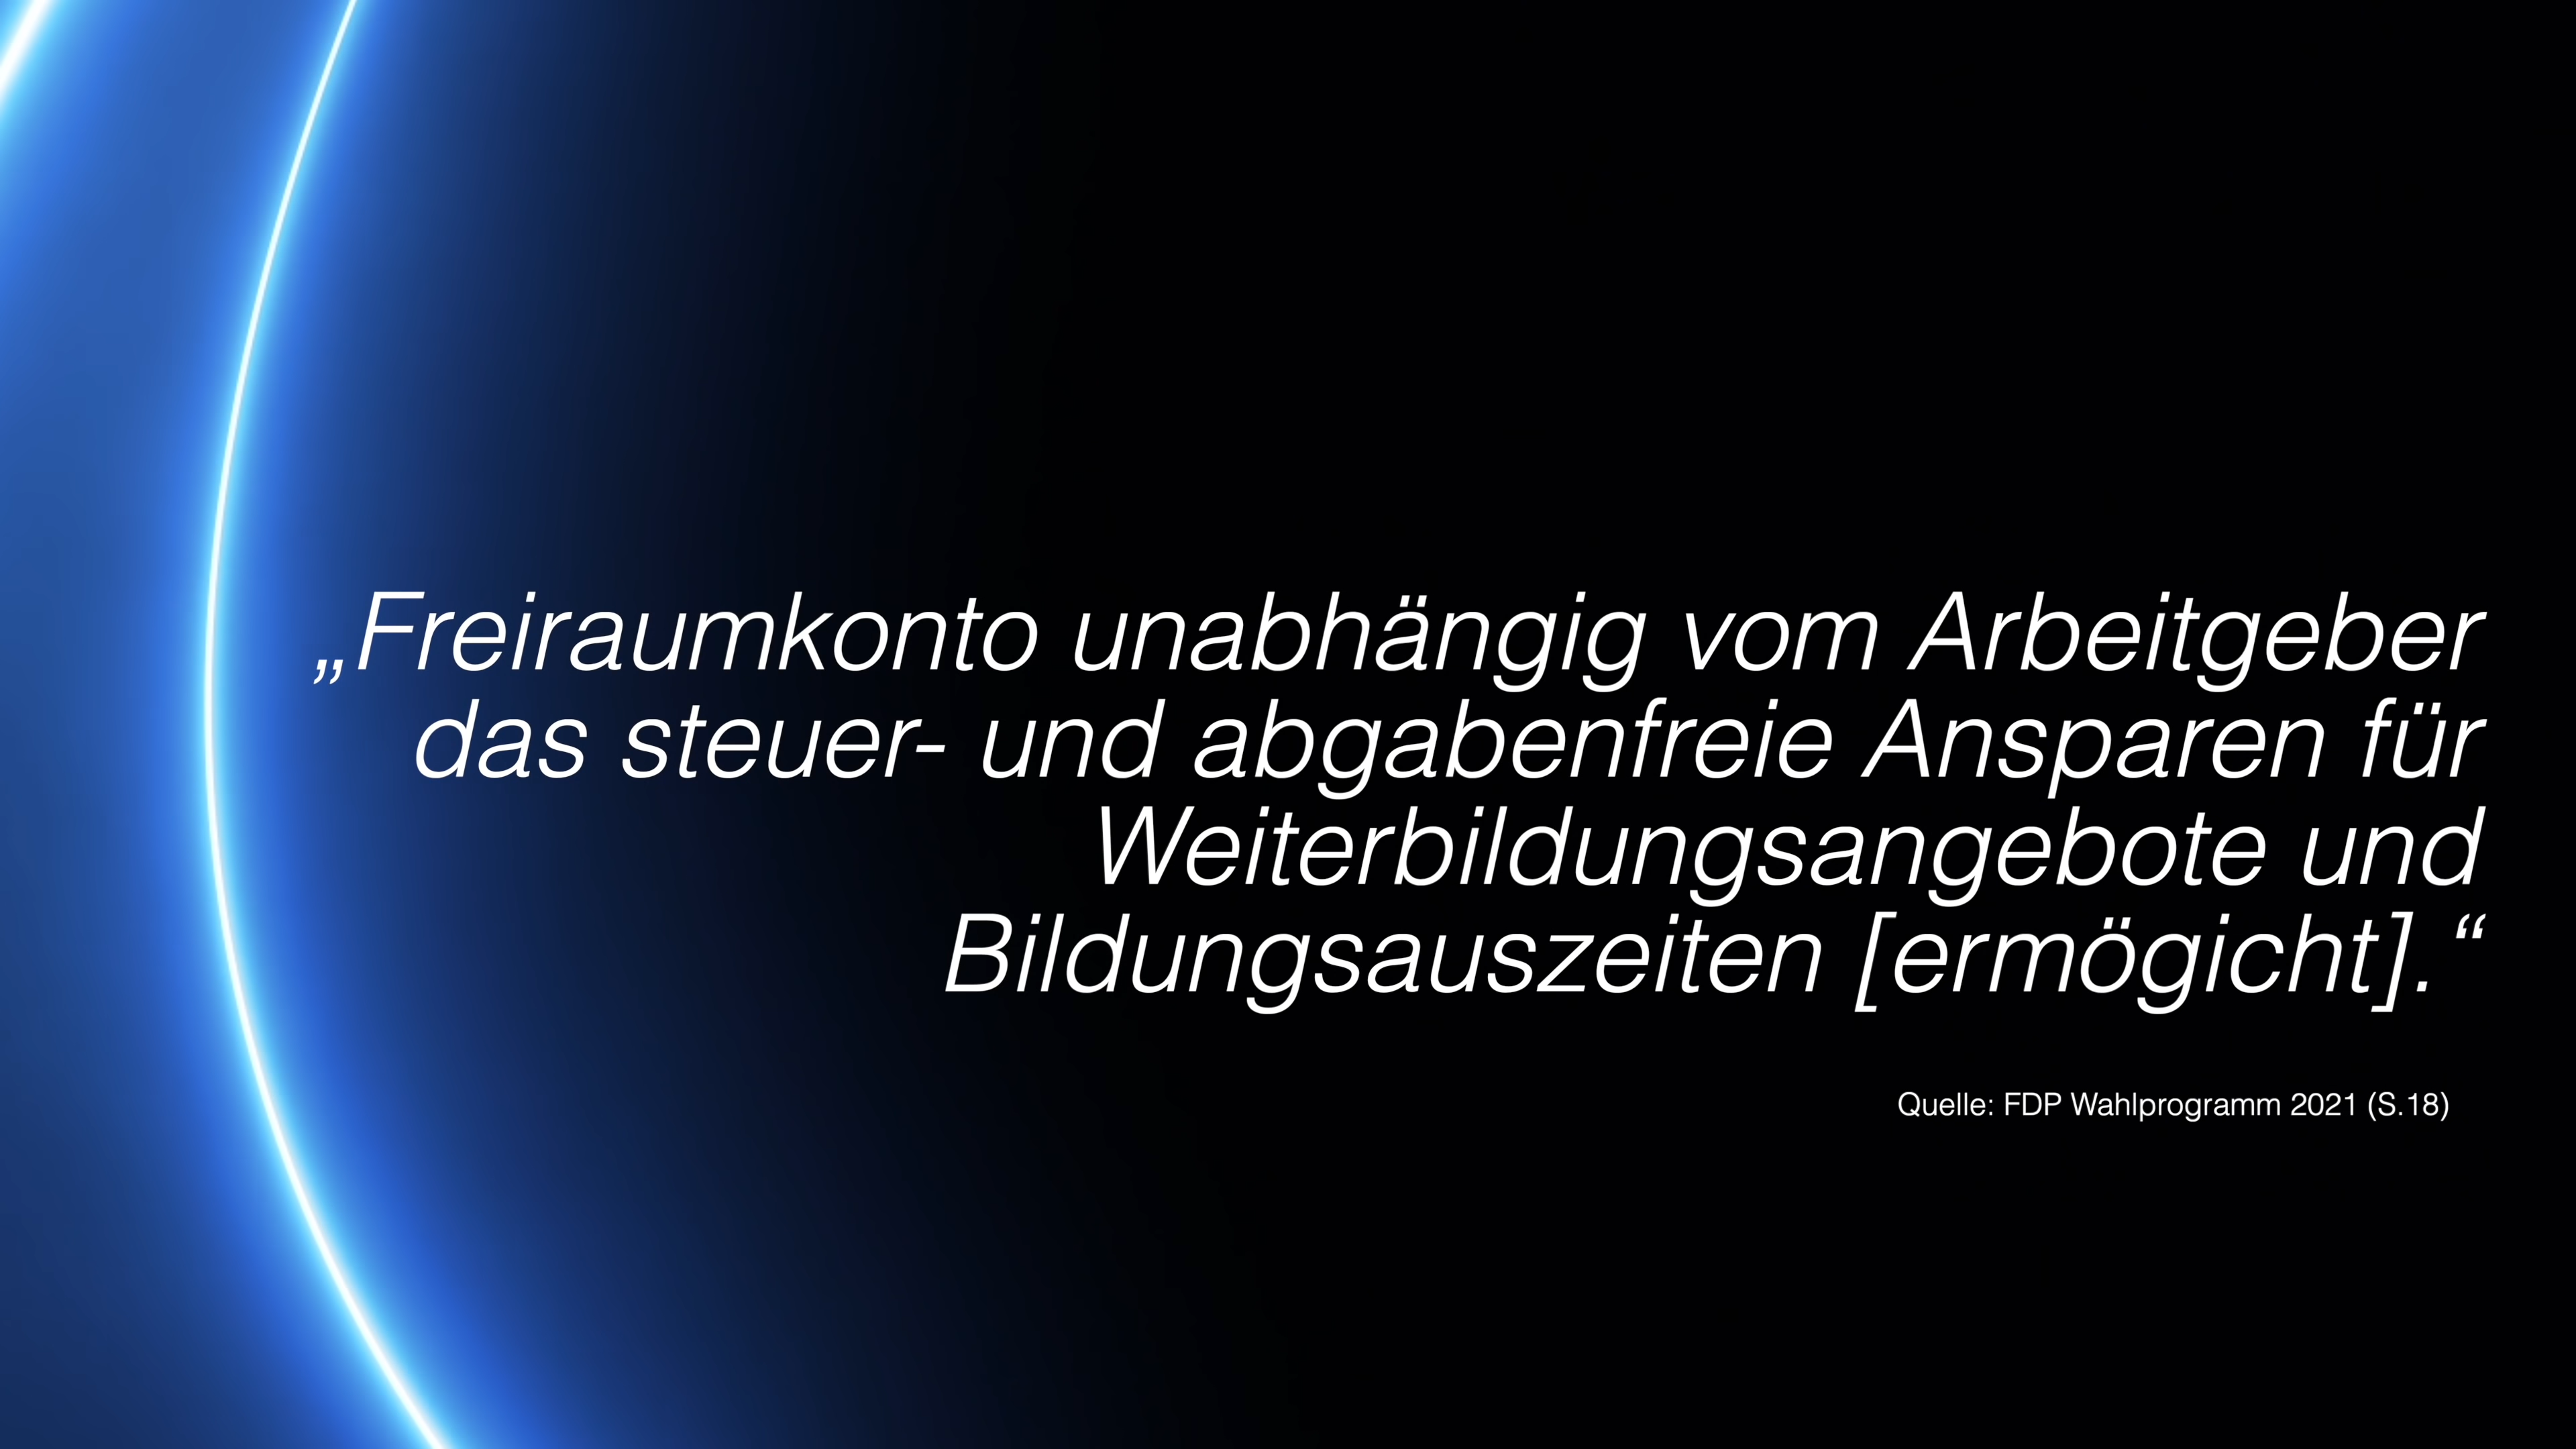 „Freiraumkonto unabhängig vom Arbeitgeber
das steuer- und abgabenfreie Ansparen für
Weiterbildungsangebote und
Bildungsauszeiten [ermögicht].“
Quelle: FDP Wahlprogramm 2021 (S.18)